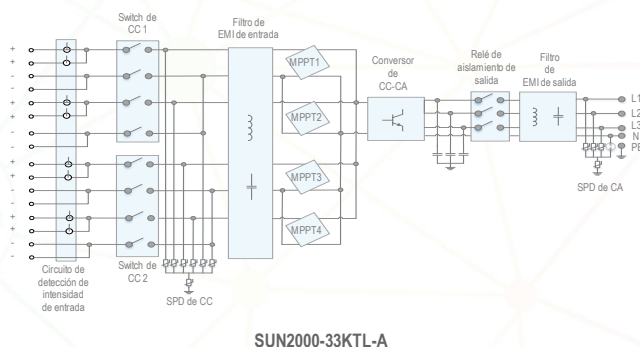 Switch de
CC 1
Filtro de
EMI de entrada
MPPT1
MPPT2
MPPT3
MPPT4
Conversor
de
CC-CA
Relé de
aislamiento de
salida
Filtro
de
EMI de salida
L1
L2
L3
N
PE
SPD de CA
+
+
-
-
+
+
-
-
+
+
-
-
+
+
-
-
Circuito de
detección de
intensidad
de entrada
Switch de
CC 2
SPD de CC
SUN2000-33KTL-A